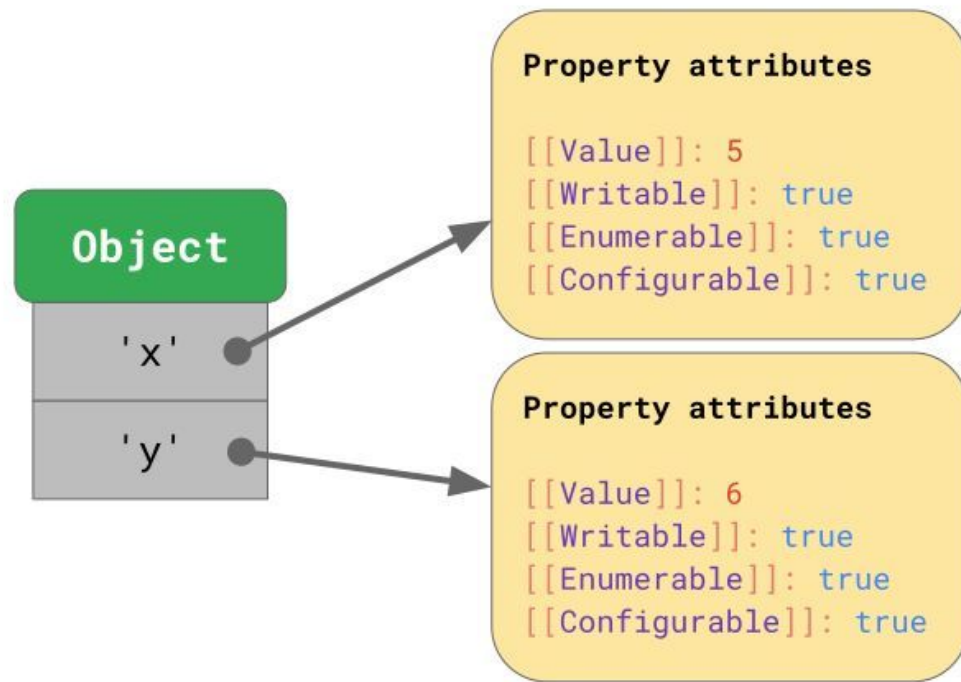 Object
'x'
'y'
Property attributes
[[Value]]: 5
[[Writable]]: true
[[Enumerable]]: true
[[Configurable]]: true
Property attributes
[[Value]]: 6
[[Writable]]: true
[[Enumerable]]: true
[[Configurable]]: true